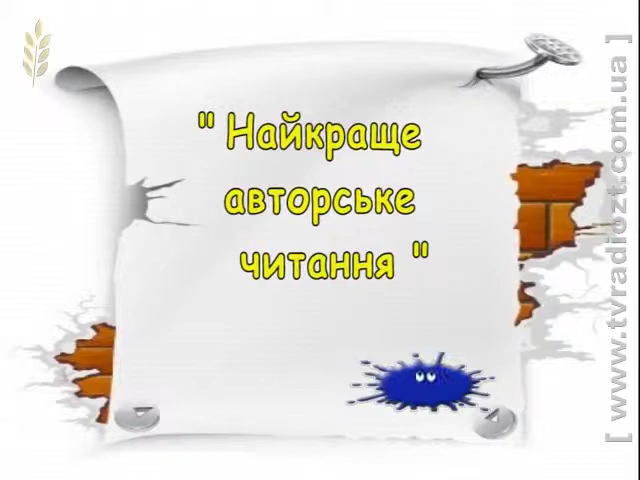 " Найкраще
авторське
читання "
[ www.tvradiozt.com.ua ]